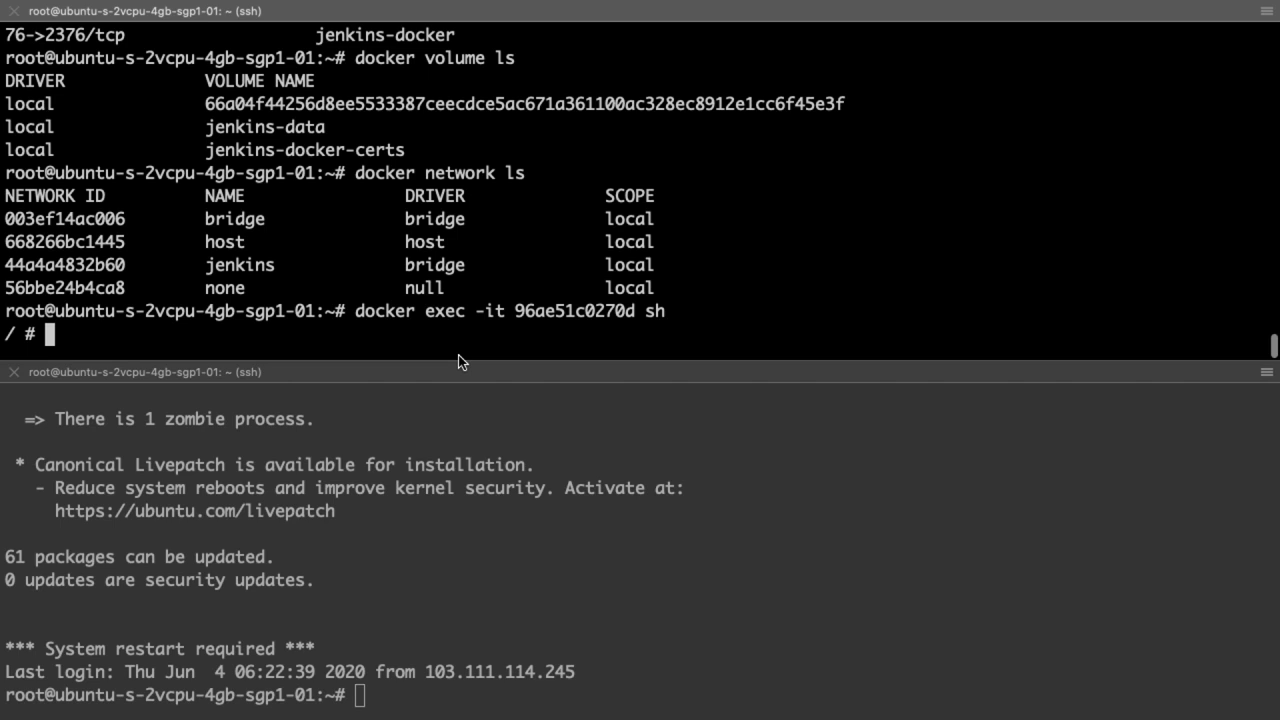 root@ubuntu-s-2vcpu-4gb-sgp1-01: ~ (ssh)
76->2376/tcp                   jenkins-docker
root@ubuntu-s-2vcpu-4gb-sgp1-01:~# docker volume ls
DRIVER              VOLUME NAME
local               66a04f44256d8ee5533387ceecdce5ac671a361100ac328ec8912e1cc6f45e3f
local               jenkins-data
local               jenkins-docker-certs
root@ubuntu-s-2vcpu-4gb-sgp1-01:~# docker network ls
NETWORK ID          NAME                DRIVER              SCOPE
003ef14ac006        bridge              bridge              local
668266bc1445        host                host                local
44a4a4832b60        jenkins             bridge              local
56bbe24b4ca8        none                null                local
root@ubuntu-s-2vcpu-4gb-sgp1-01:~# docker exec -it 96ae51c0270d sh
/ #
root@ubuntu-s-2vcpu-4gb-sgp1-01: ~ (ssh)
  => There is 1 zombie process.
 * Canonical Livepatch is available for installation.
   - Reduce system reboots and improve kernel security. Activate at:
     https://ubuntu.com/livepatch
61 packages can be updated.
0 updates are security updates.
*** System restart required ***
Last login: Thu Jun  4 06:22:39 2020 from 103.111.114.245
root@ubuntu-s-2vcpu-4gb-sgp1-01:~#